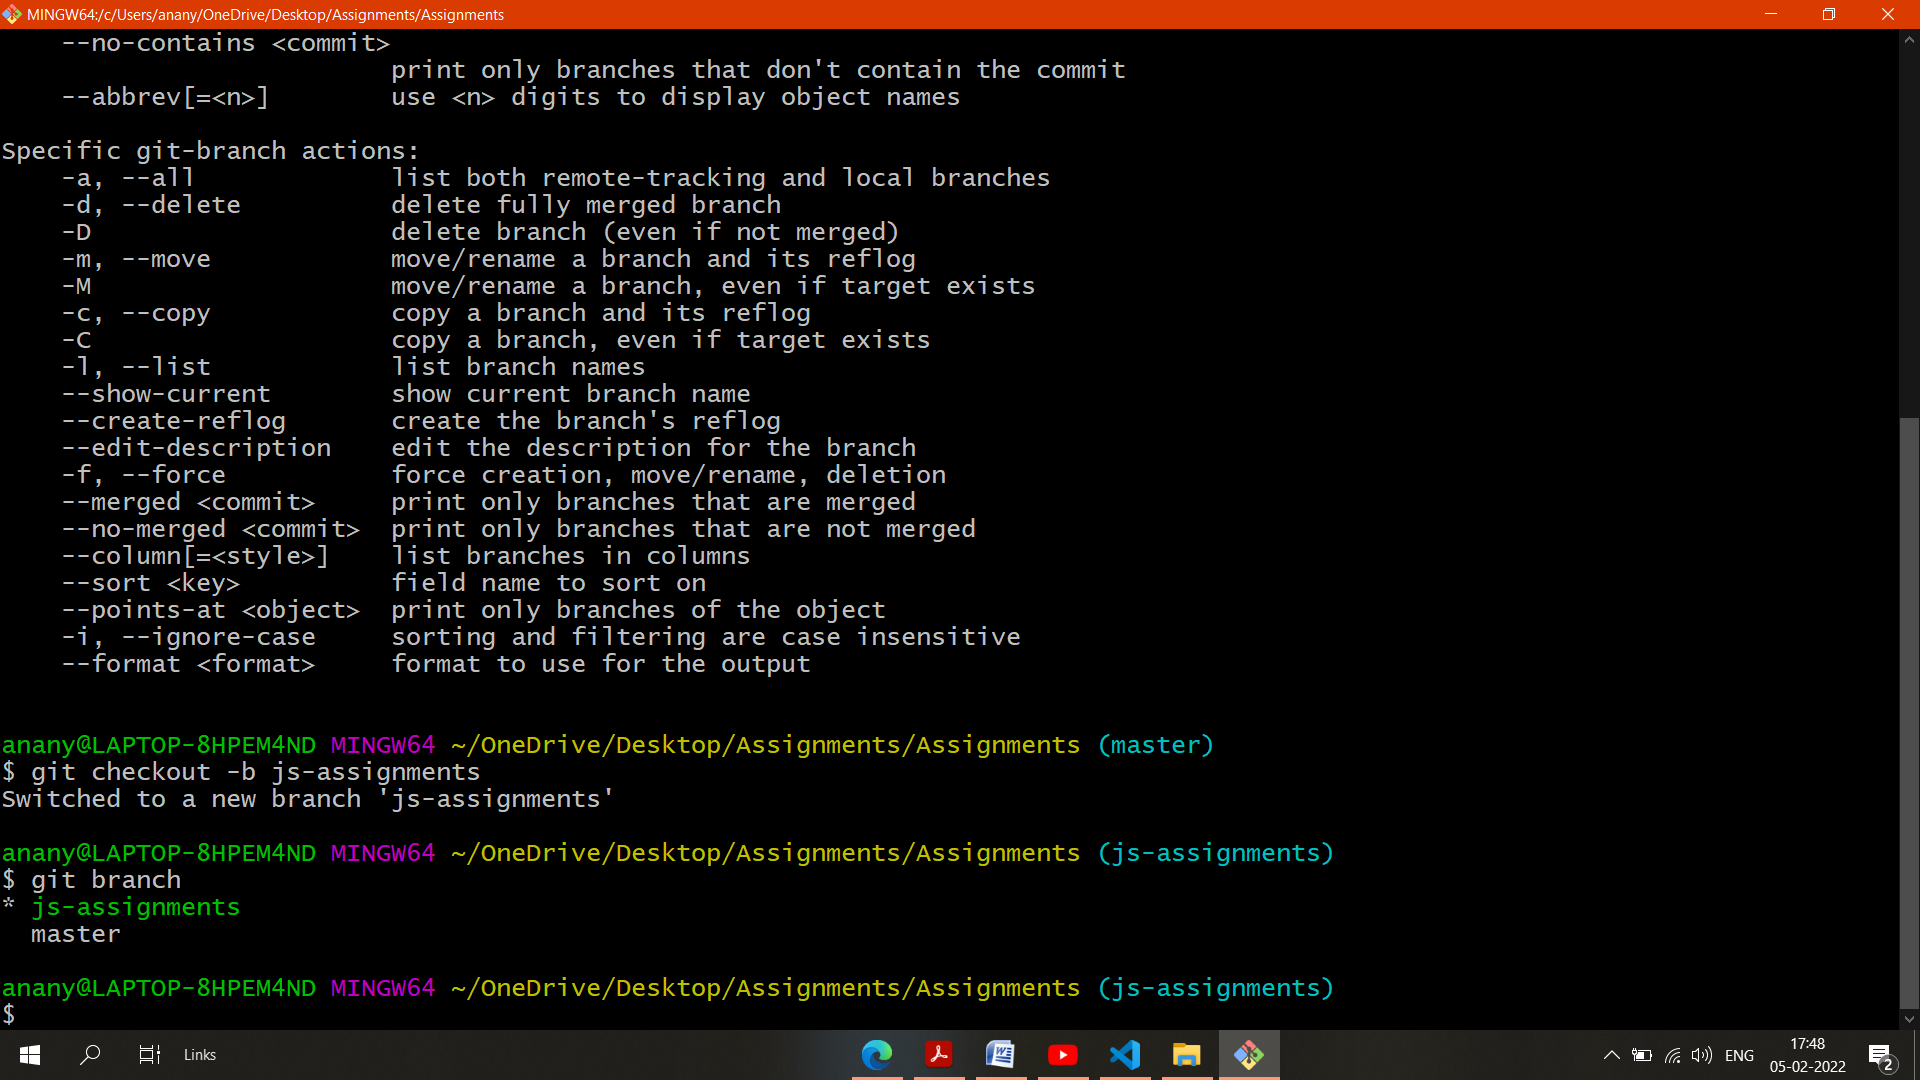 MINGW64:/c/Users/anany/OneDrive/Desktop/Assignments/Assignments
    --no-contains <commit>
                          print only branches that don't contain the commit
    --abbrev[=<n>]        use <n> digits to display object names

Specific git-branch actions:
    -a, --all             list both remote-tracking and local branches
    -d, --delete          delete fully merged branch
    -D                    delete branch (even if not merged)
    -m, --move            move/rename a branch and its reflog
    -M                    move/rename a branch, even if target exists
    -c, --copy            copy a branch and its reflog
    -C                    copy a branch, even if target exists
    -l, --list            list branch names
    --show-current        show current branch name
    --create-reflog       create the branch's reflog
    --edit-description    edit the description for the branch
    -f, --force           force creation, move/rename, deletion
    --merged <commit>     print only branches that are merged
    --no-merged <commit>  print only branches that are not merged
    --column[=<style>]    list branches in columns
    --sort <key>          field name to sort on
    --points-at <object>  print only branches of the object
    -i, --ignore-case     sorting and filtering are case insensitive
    --format <format>     format to use for the output

anany@LAPTOP-8HPEM4ND MINGW64 ~/OneDrive/Desktop/Assignments/Assignments (master)
$ git checkout -b js-assignments
Switched to a new branch 'js-assignments'

anany@LAPTOP-8HPEM4ND MINGW64 ~/OneDrive/Desktop/Assignments/Assignments (js-assignments)
$ git branch
* js-assignments
  master

anany@LAPTOP-8HPEM4ND MINGW64 ~/OneDrive/Desktop/Assignments/Assignments (js-assignments)
$
Links
ENG
17:48
05-02-2022
2